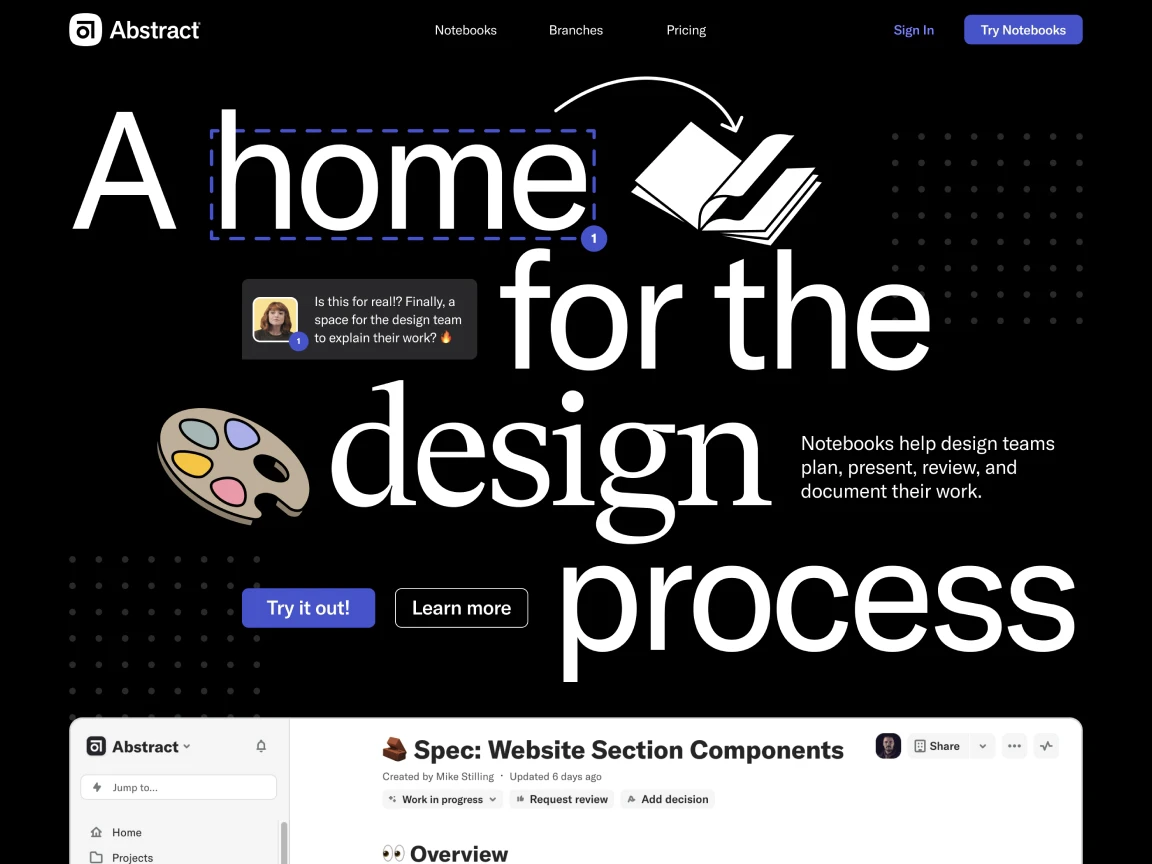 Abstract
Notebooks
Branches
Pricing
Sign In
Try Notebooks
A home
1
for the
Is this for real!? Finally, a
space for the design team
to explain their work? 🔥
1
design
Notebooks help design teams
plan, present, review, and
document their work.
process
Try it out!
Learn more
Abstract
Jump to...
Home
Projects
Spec: Website Section Components
Created by Mike Stilling · Updated 6 days ago
Share
Work in progress
Request review
Add decision
👀 Overview